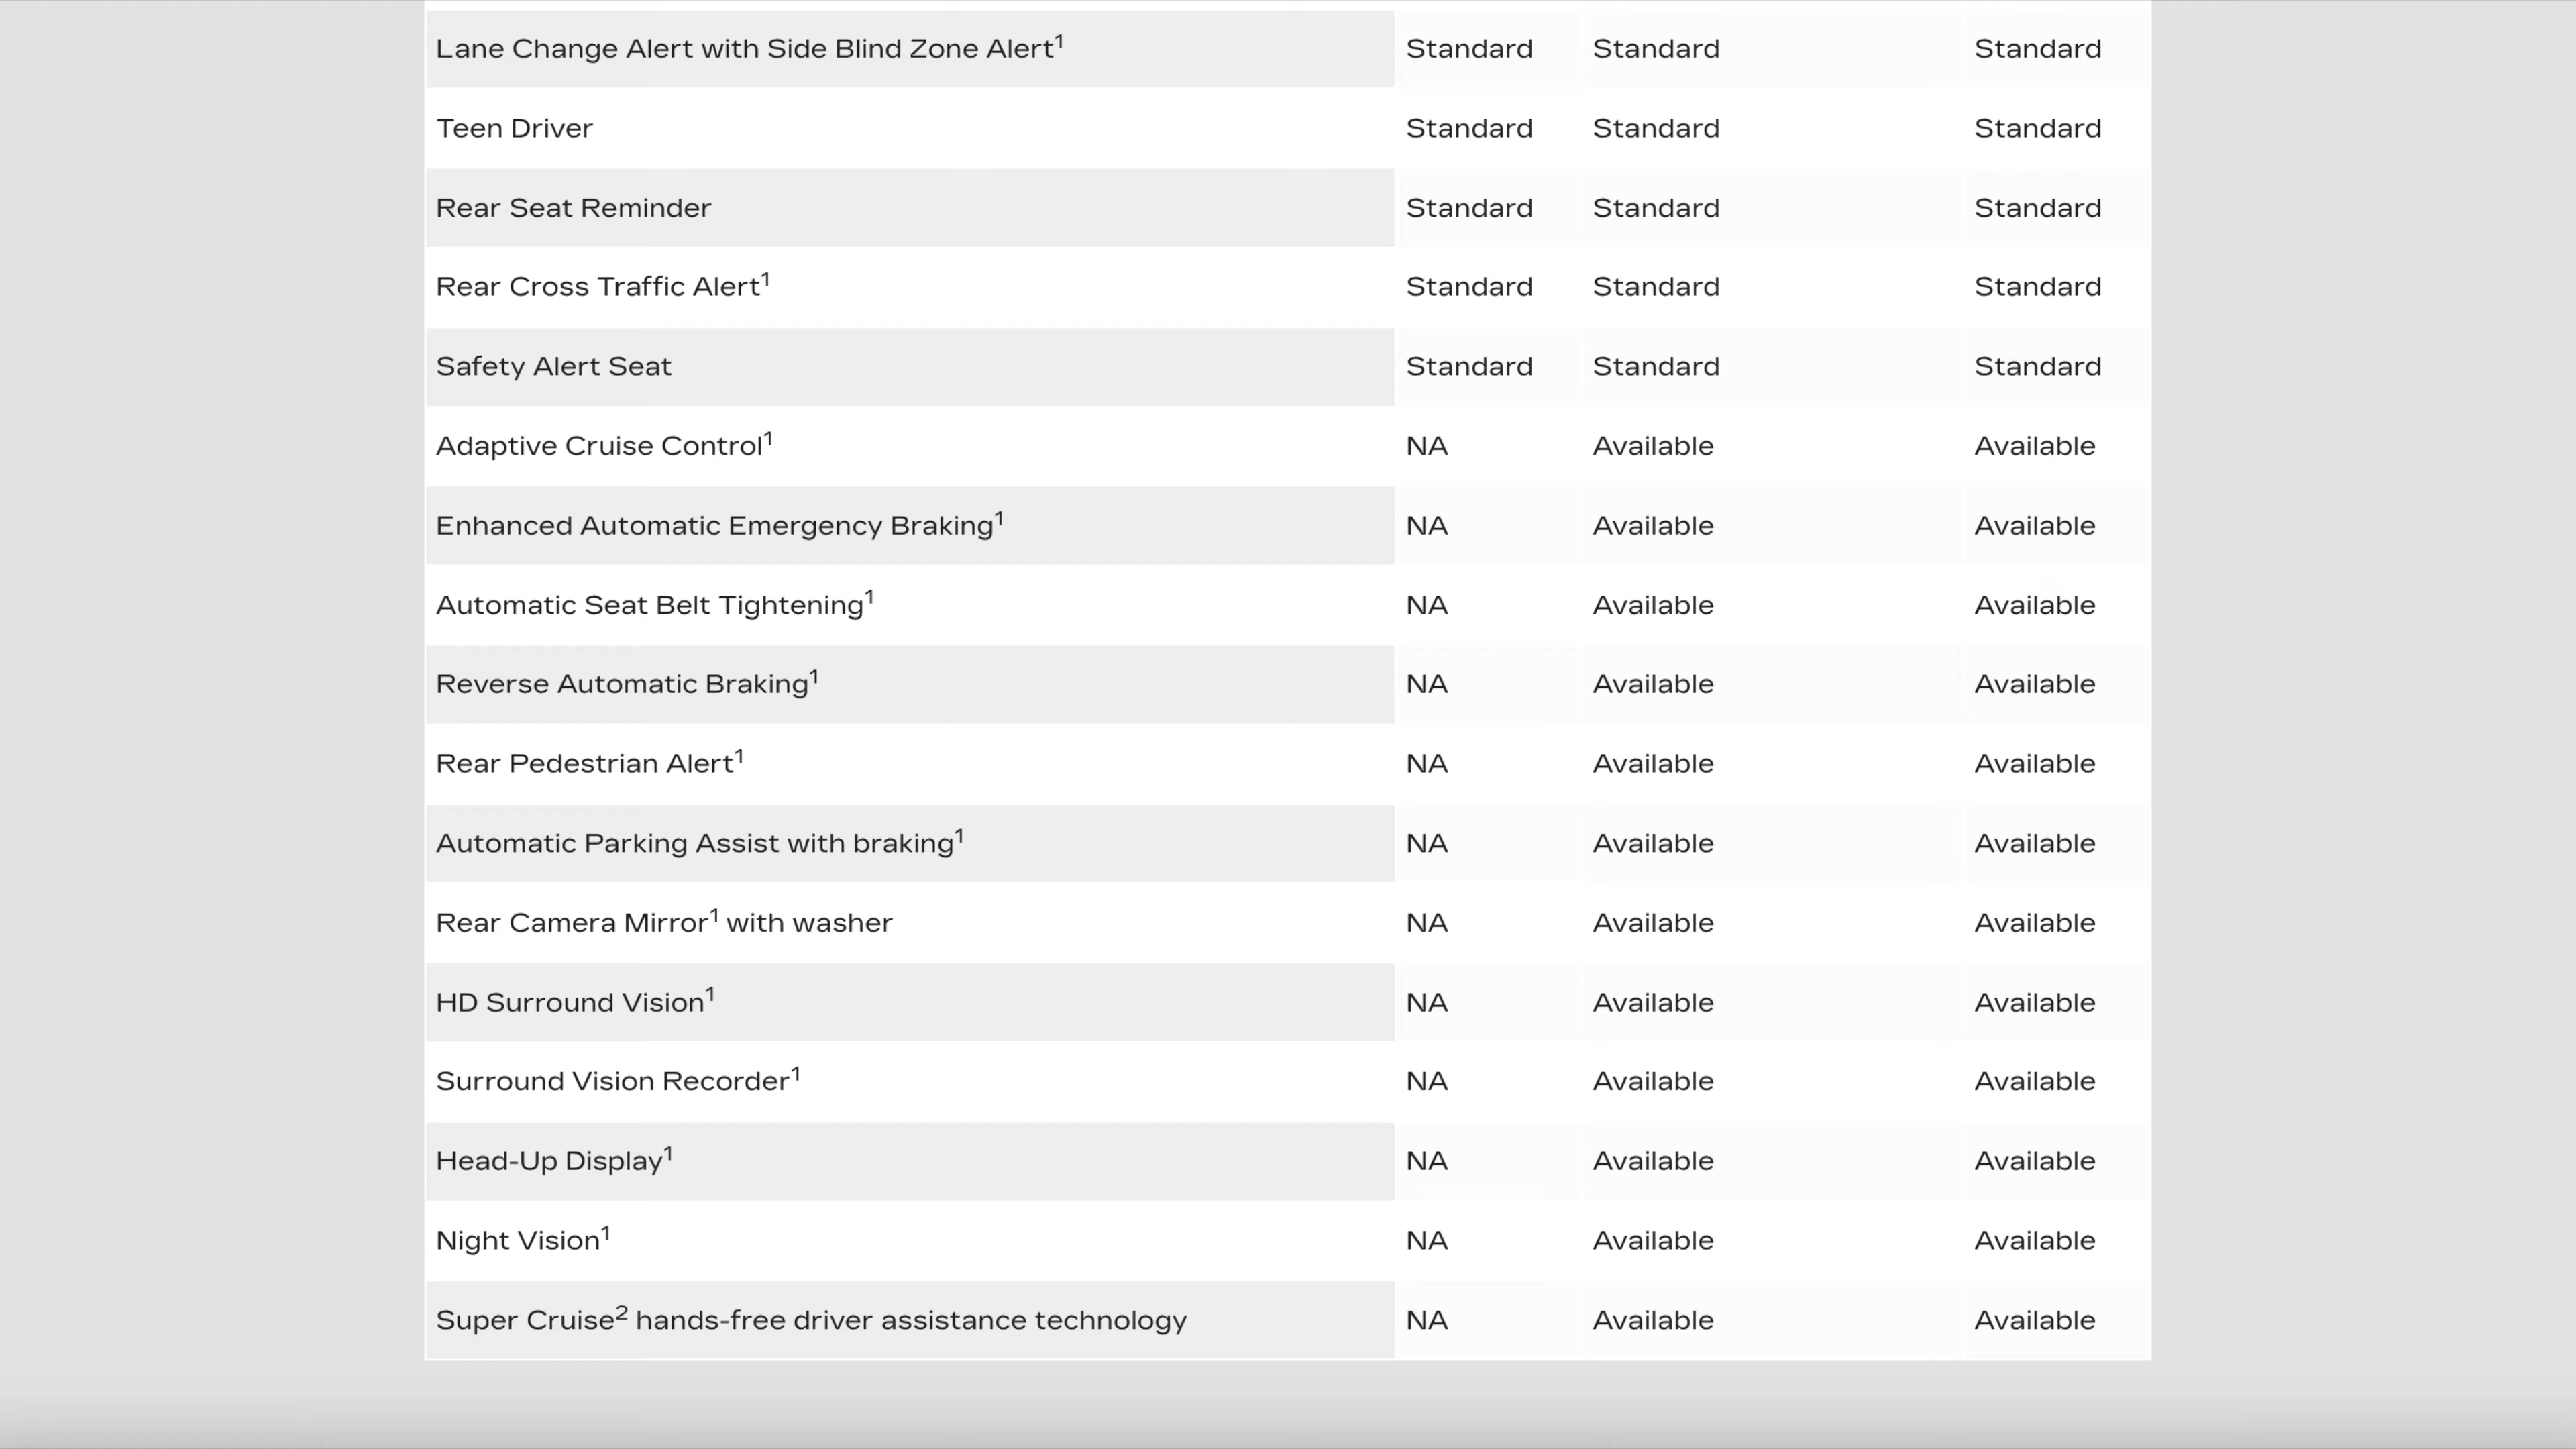 Lane Change Alert with Side Blind Zone Alert¹ Standard Standard Standard
Teen Driver Standard Standard Standard
Rear Seat Reminder Standard Standard Standard
Rear Cross Traffic Alert¹ Standard Standard Standard
Safety Alert Seat Standard Standard Standard
Adaptive Cruise Control¹ NA Available Available
Enhanced Automatic Emergency Braking¹ NA Available Available
Automatic Seat Belt Tightening¹ NA Available Available
Reverse Automatic Braking¹ NA Available Available
Rear Pedestrian Alert¹ NA Available Available
Automatic Parking Assist with braking¹ NA Available Available
Rear Camera Mirror¹ with washer NA Available Available
HD Surround Vision¹ NA Available Available
Surround Vision Recorder¹ NA Available Available
Head-Up Display¹ NA Available Available
Night Vision¹ NA Available Available
Super Cruise² hands-free driver assistance technology NA Available Available